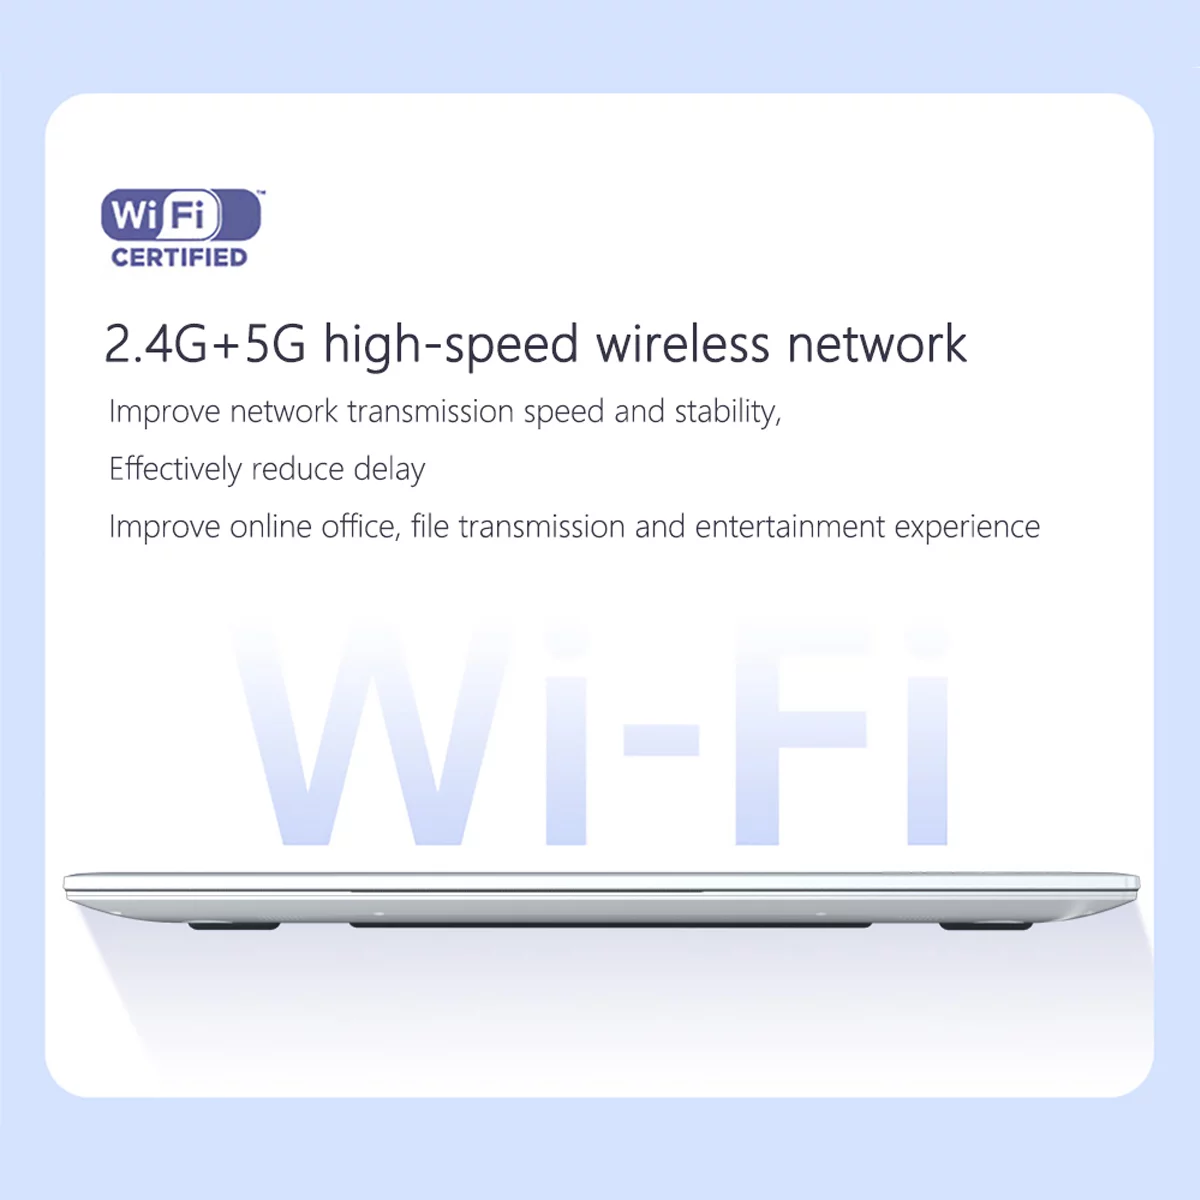 Wi Fi™
CERTIFIED
2.4G+5G high-speed wireless network
Improve network transmission speed and stability,
Effectively reduce delay
Improve online office, file transmission and entertainment experience
Wi-Fi